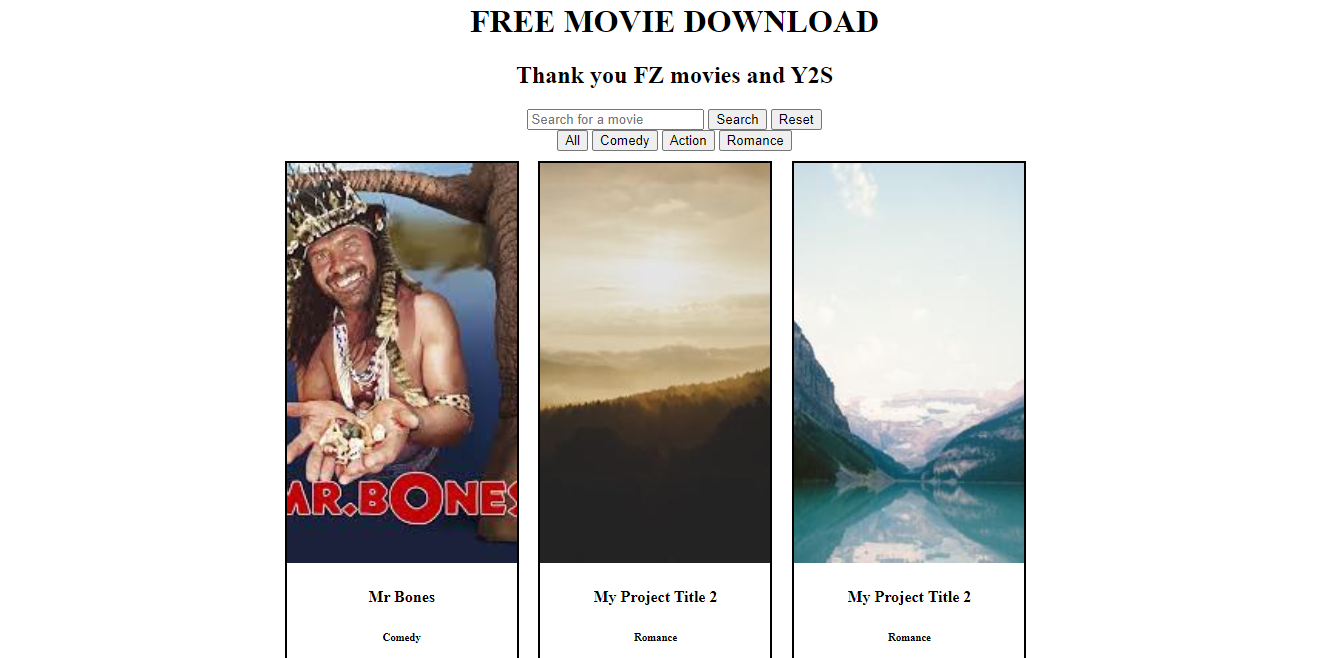 FREE MOVIE DOWNLOAD
Thank you FZ movies and Y2S
Search for a movie Search Reset
All Comedy Action Romance
MR.BONES
Mr Bones My Project Title 2 My Project Title 2
Comedy Romance Romance